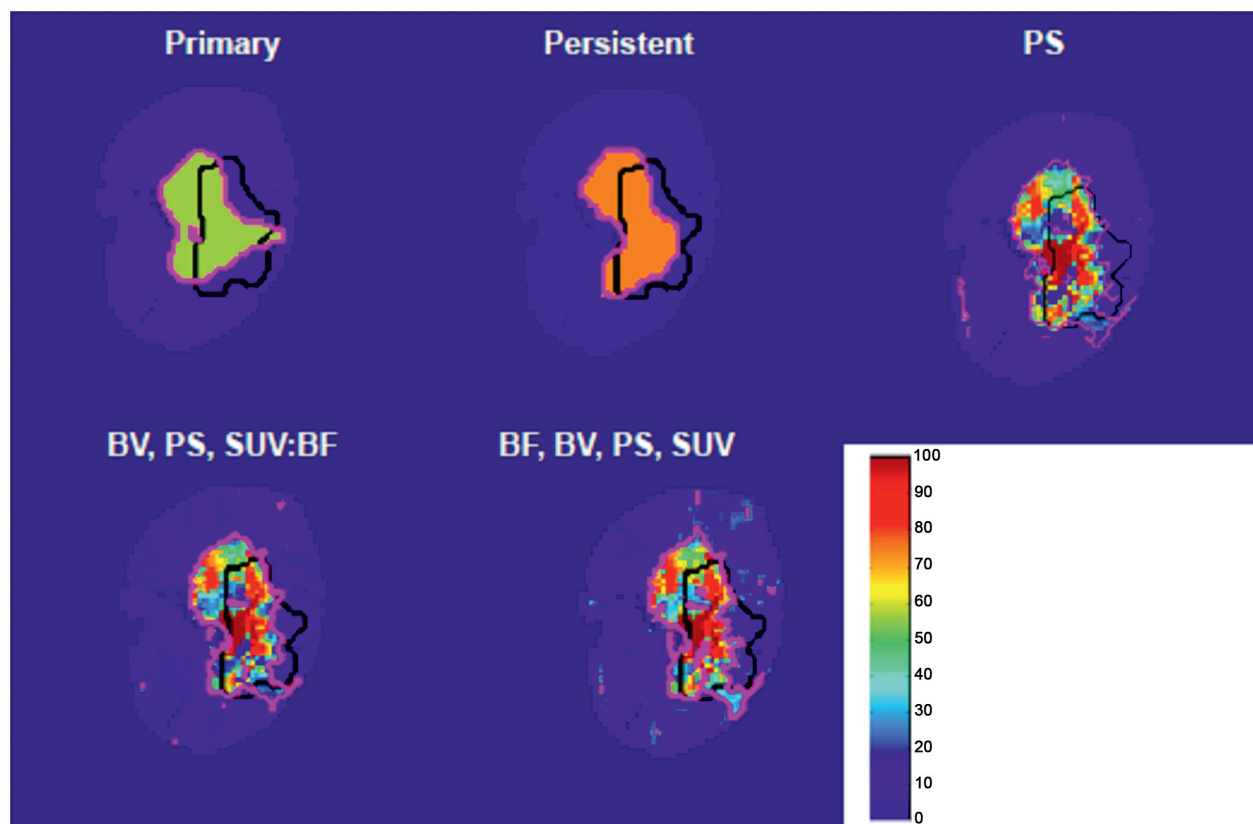 Primary
Persistent
PS
BV, PS, SUV:BF
BF, BV, PS, SUV
100
90
80
70
60
50
40
30
20
10
0